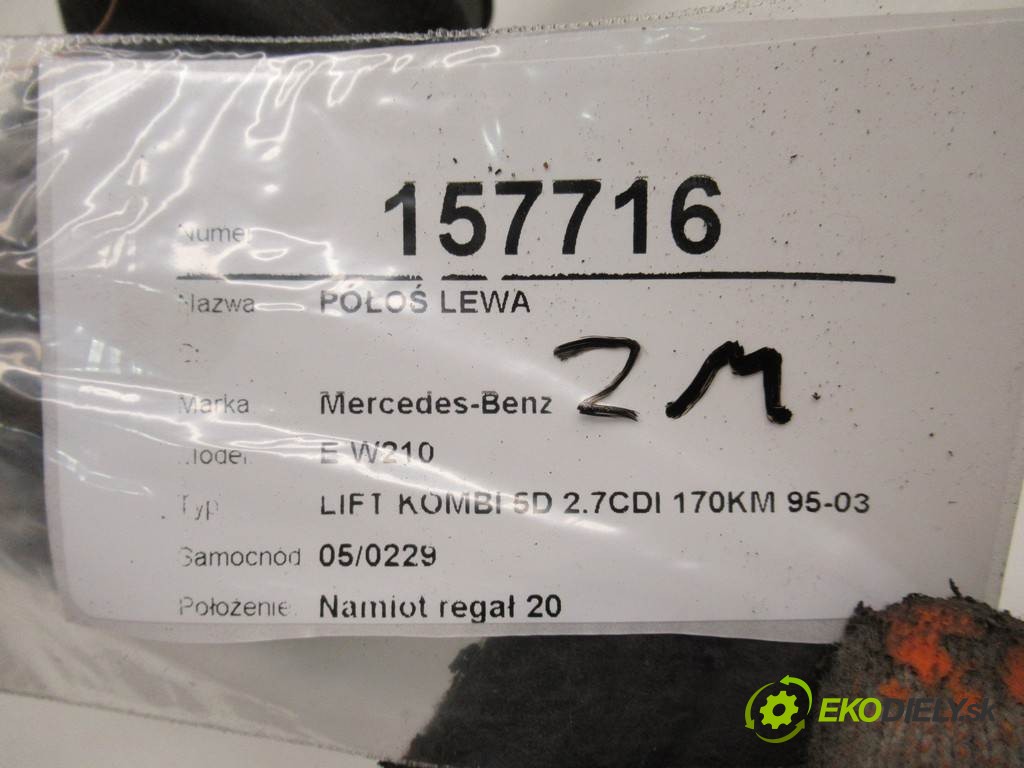 Numer 157716
Nazwa PÓŁOŚ LEWA
2M
Marka Mercedes-Benz
Model E W210
Typ LIFT KOMBI 5D 2.7CDI 170KM 95-03
Samochód 05/0229
Położenie Namiot regał 20
EKODIELY.sk